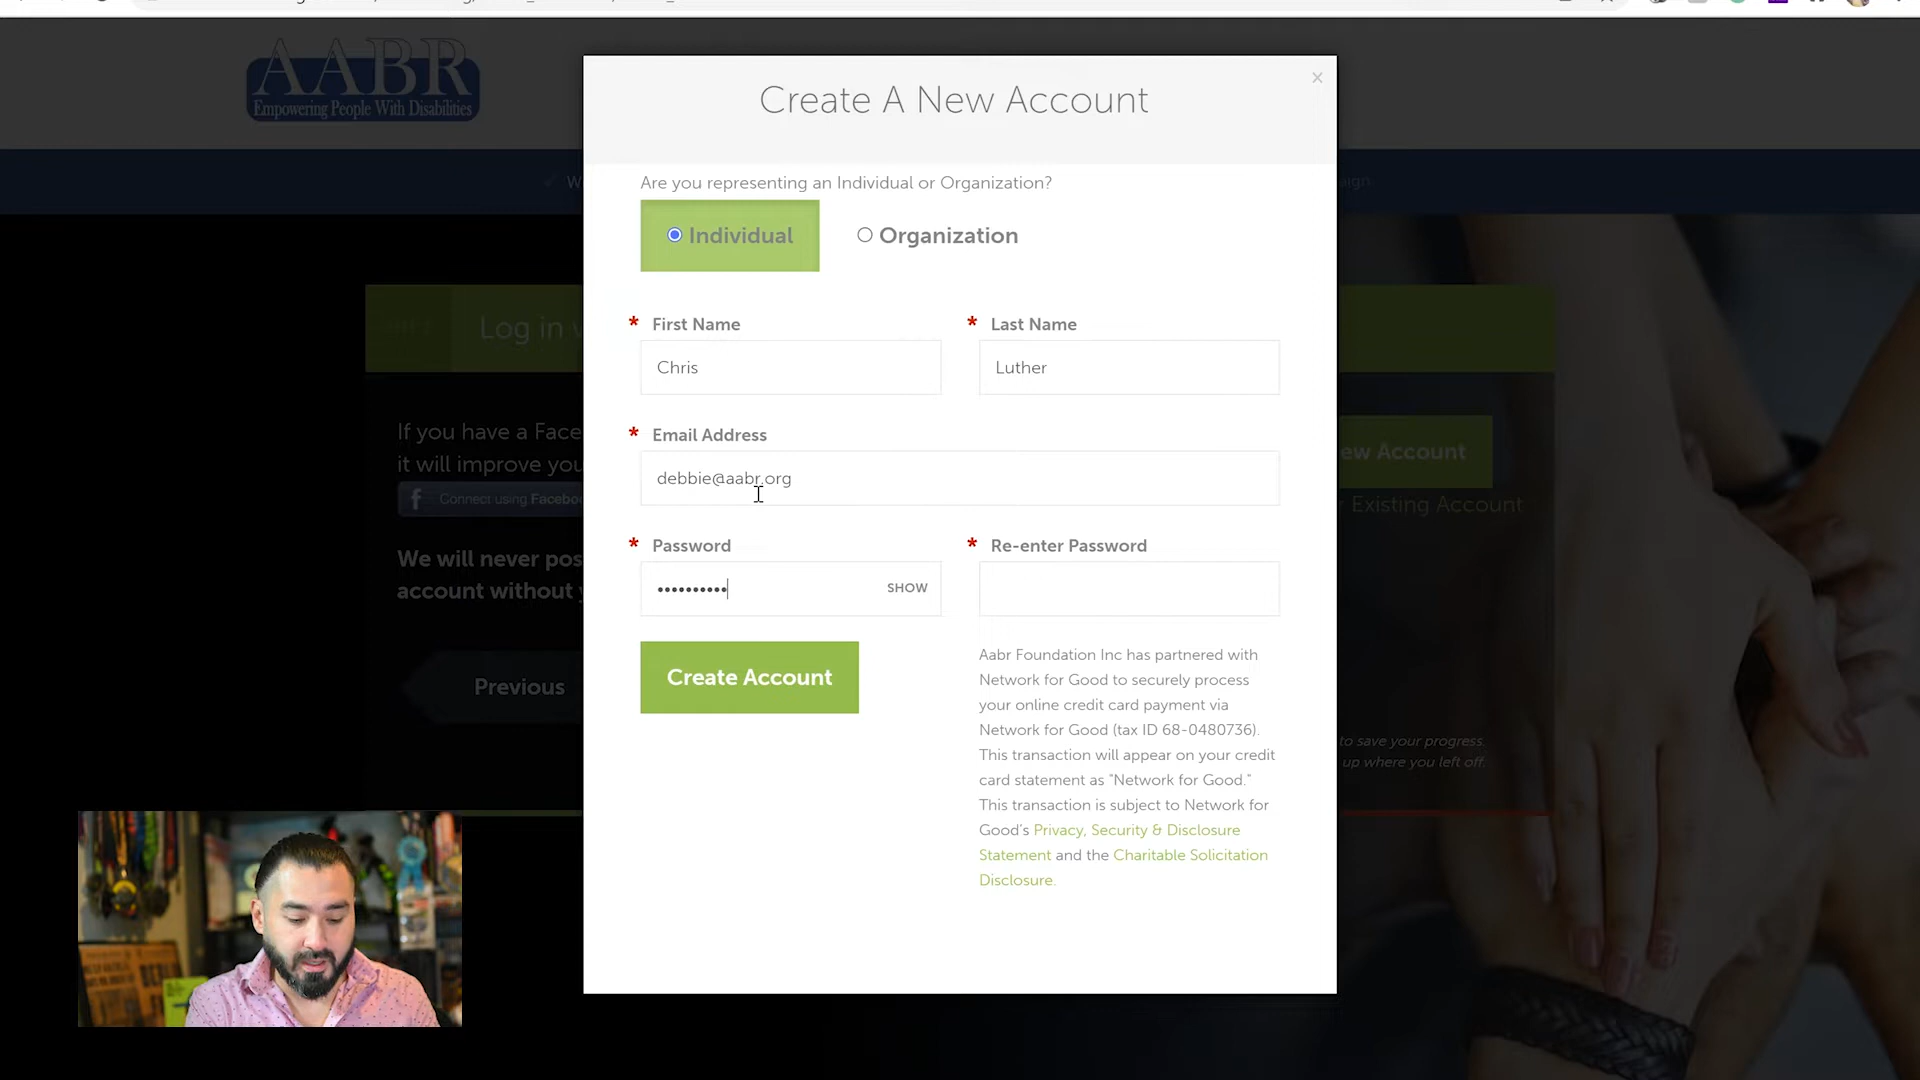 AABR
Empowering People With Disabilities
Create A New Account
x
Are you representing an Individual or Organization?
Individual
Organization
* First Name
* Last Name
Chris
Luther
* Email Address
debbie@aabr.org
* Password
* Re-enter Password
••••••••••
SHOW
Create Account
Aabr Foundation Inc has partnered with
Network for Good to securely process
your online credit card payment via
Network for Good (tax ID 68-0480736).
This transaction will appear on your credit
card statement as "Network for Good."
This transaction is subject to Network for
Good's Privacy, Security & Disclosure
Statement and the Charitable Solicitation
Disclosure.
Log in
If you have a Face
it will improve you
Connect using Facebo
We will never pos
account without
Previous
ew Account
Existing Account
to save your progress.
up where you left off.